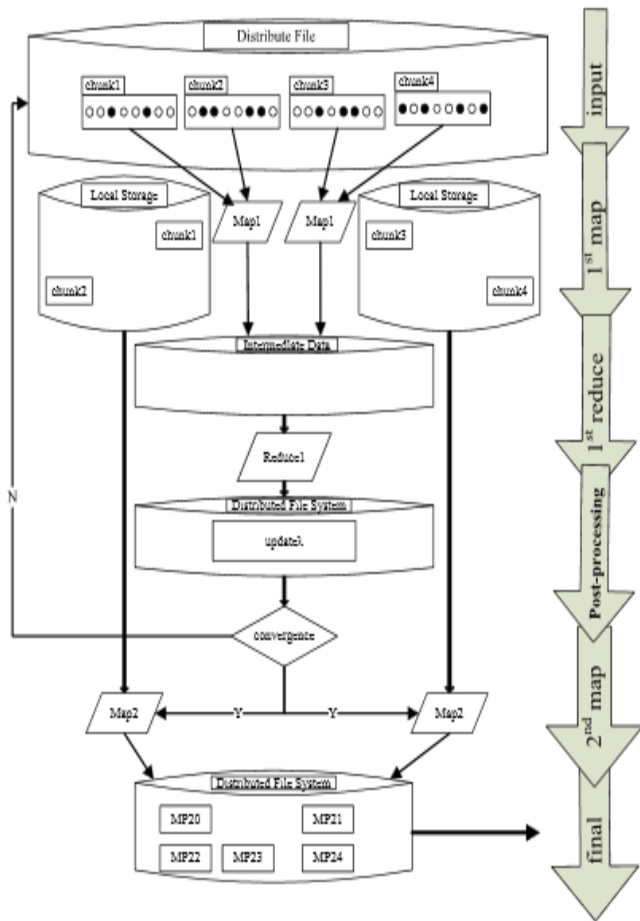 Distribute File
chunk1
chunk2
chunk3
chunk4
input
Local Storage
Map1
Map1
Local Storage
chunk1
chunk3
chunk2
chunk4
1st map
Intermediate Data
1st reduce
Reduce1
N
Distributed File System
updateλ
Post-processing
convergence
Map2
Y
Y
Map2
2nd map
Distributed File System
MP20
MP21
MP22
MP23
MP24
final